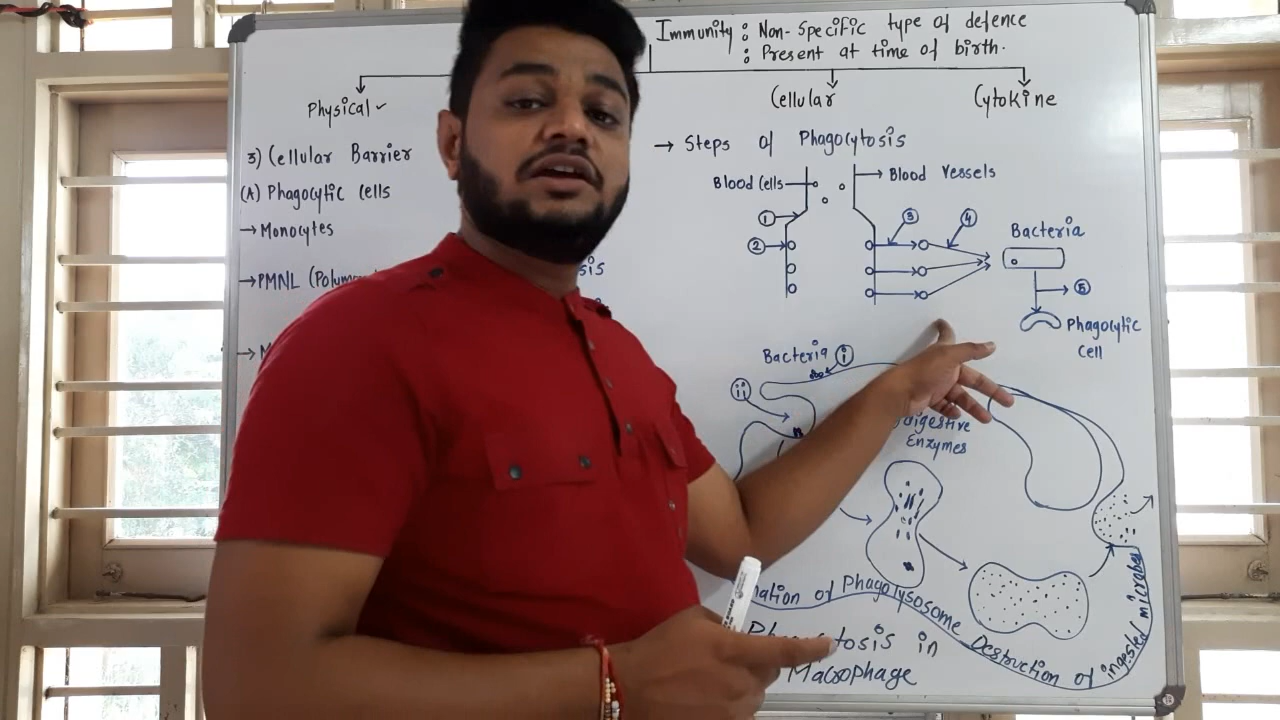 Immunity : Non-Specific type of defence
: Present at time of birth.
Physical
Cellular
Cytokine
3) Cellular Barrier
(A) Phagocytic cells
→ Monocytes
→ PMNL
→ Steps of Phagocytosis
Blood Cells
→ Blood Vessels
1
2
3
4
Bacteria
5
Phagocytic
Cell
Bacteria
i
ii
digestive
Enzymes
of Phagolysosome
Destruction of ingested microbes
in
Macrophage